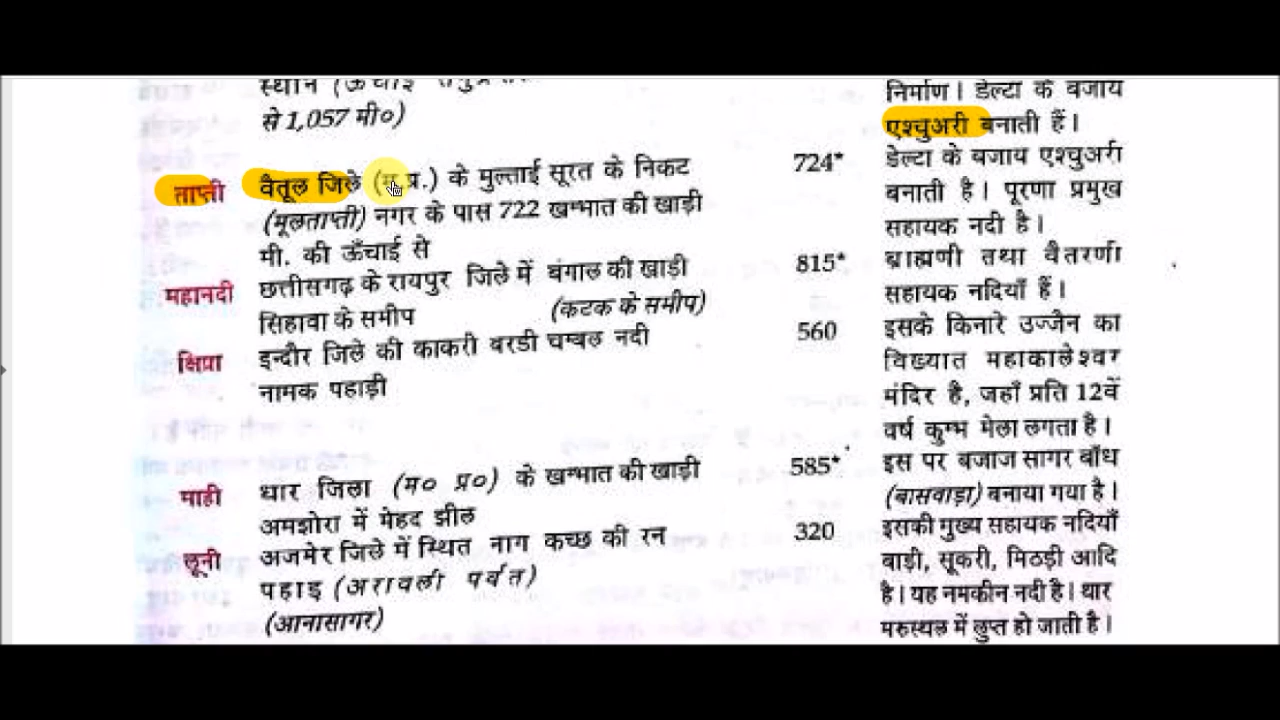 स्थान (ऊँचाई समुद्रतल
से 1,057 मी०)
निर्माण। डेल्टा के बजाय
एश्चुअरी बनाती हैं।
ताप्ती वैतूल जिले (म.प्र.) के मुल्ताई सूरत के निकट 724* डेल्टा के बजाय एश्चुअरी
(मूलताप्ती) नगर के पास 722 खम्भात की खाड़ी बनाती है। पूरणा प्रमुख
मी. की ऊँचाई से सहायक नदी है।
महानदी छत्तीसगढ़ के रायपुर जिले में बंगाल की खाड़ी 815* ब्राह्मणी तथा वैतरणी
सिहावा के समीप (कटक के समीप) सहायक नदियाँ हैं।
क्षिप्रा इन्दौर जिले की काकरी बरडी चम्बल नदी 560 इसके किनारे उज्जैन का
नामक पहाड़ी विख्यात महाकालेश्वर
मंदिर है, जहाँ प्रति 12वें
वर्ष कुम्भ मेला लगता है।
माही धार जिला (म० प्र०) के खम्भात की खाड़ी 585* इस पर बजाज सागर बाँध
अमझोरा में मेहद झील (बासवाड़ा) बनाया गया है।
लूनी अजमेर जिले में स्थित नाग कच्छ की रन 320 इसकी मुख्य सहायक नदियाँ
पहाड़ (अरावली पर्वत) बाड़ी, सूकरी, मिठड़ी आदि
(आनासागर) है। यह नमकीन नदी है। थार
मरुस्थल में लुप्त हो जाती है।